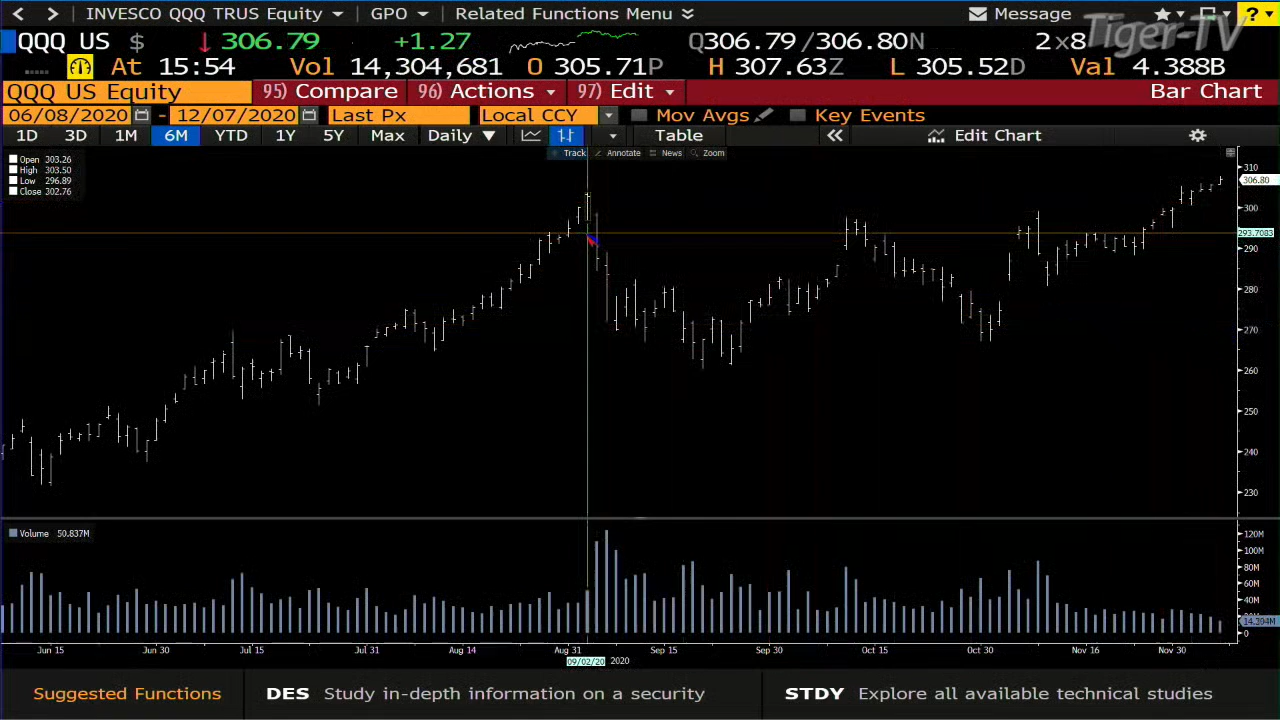 INVESCO QQQ TRUS Equity GPO Related Functions Menu Message ?
Tiger-TV
QQQ US $ 306.79 +1.27 Q306.79/306.80N 2x8
At 15:54 Vol 14,304,681 O 305.71P H 307.63Z L 305.52D Val 4.388B
QQQ US Equity 95) Compare 96) Actions 97) Edit Bar Chart
06/08/2020 - 12/07/2020 Last Px Local CCY Mov Avgs Key Events
1D 3D 1M 6M YTD 1Y 5Y Max Daily Table Edit Chart
Track Annotate News Zoom
Open 303.26
High 303.50
Low 296.89
Close 302.76
310
306.80
300
293.7083
290
280
270
260
250
240
230
Volume 50.837M
120M
100M
80M
60M
40M
14.394M
0
Jun 15 Jun 30 Jul 15 Jul 31 Aug 14 Aug 31 Sep 15 Sep 30 Oct 15 Oct 30 Nov 16 Nov 30
09/02/20 2020
Suggested Functions DES Study in-depth information on a security STDY Explore all available technical studies